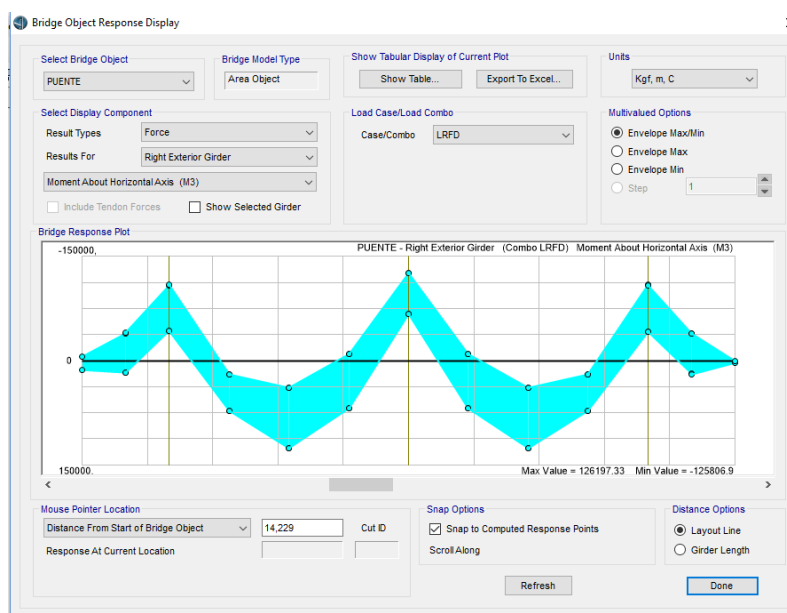 Bridge Object Response Display
Select Bridge Object
PUENTE
Bridge Model Type
Area Object
Show Tabular Display of Current Plot
Show Table...
Export To Excel...
Units
Kgf, m, C
Select Display Component
Result Types
Force
Results For
Right Exterior Girder
Moment About Horizontal Axis (M3)
Include Tendon Forces
Show Selected Girder
Load Case/Load Combo
Case/Combo
LRFD
Multivalued Options
Envelope Max/Min
Envelope Max
Envelope Min
Step
1
Bridge Response Plot
-150000,
PUENTE - Right Exterior Girder (Combo LRFD) Moment About Horizontal Axis (M3)
0
150000.
Max Value = 126197.33 Min Value = -125806.9
Mouse Pointer Location
Distance From Start of Bridge Object
14,229
Cut ID
Response At Current Location
Snap Options
Snap to Computed Response Points
Scroll Along
Distance Options
Layout Line
Girder Length
Refresh
Done